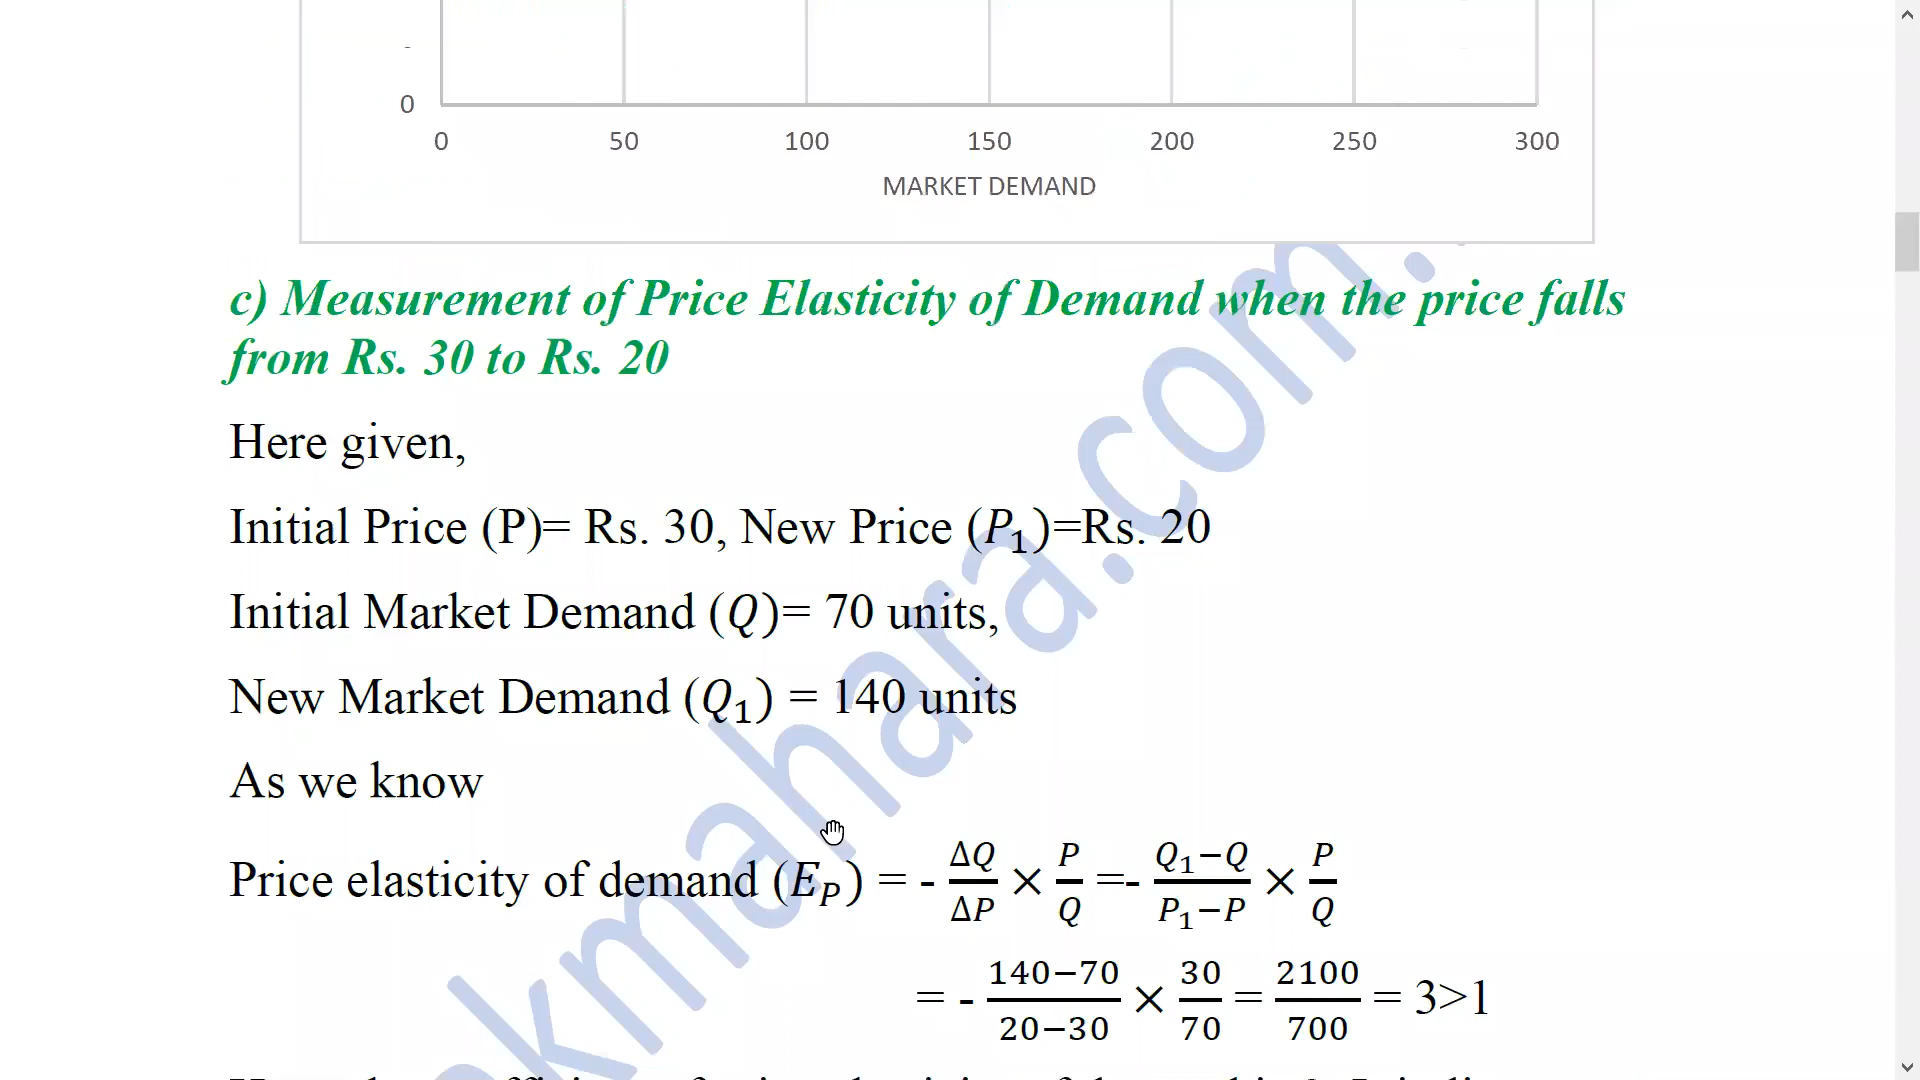 -
0
0 50 100 150 200 250 300
MARKET DEMAND
c) Measurement of Price Elasticity of Demand when the price falls
from Rs. 30 to Rs. 20
Here given,
Initial Price (P)= Rs. 30, New Price (P₁)=Rs. 20
Initial Market Demand (Q)= 70 units,
New Market Demand (Q₁) = 140 units
As we know
Price elasticity of demand (E_P) = - ΔQ/ΔP × P/Q =- Q₁−Q/P₁−P × P/Q
= - 140−70/20−30 × 30/70 = 2100/700 = 3>1
ekmahara.com.